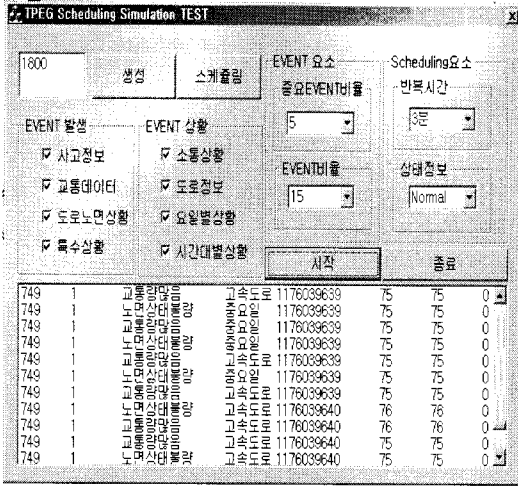 TPEG Scheduling Simulation TEST
x
1800
생성
스케쥴링
EVENT 요소
중요EVENT비율
5
EVENT비율
15
Scheduling요소
반복시간
3분
상태정보
Normal
EVENT 발생
사고정보
교통데이터
도로노면상황
특수상황
EVENT 상황
소통상황
도로정보
요일별상황
시간대별상황
시작
종료
749 1 교통량많음 고속도로 1176039639 75 75 0
749 1 노면상태불량 중요일 1176039639 75 75 0
749 1 교통량많음 중요일 1176039639 75 75 0
749 1 노면상태불량 중요일 1176039639 75 75 0
749 1 교통량많음 고속도로 1176039639 75 75 0
749 1 노면상태불량 중요일 1176039639 75 75 0
749 1 교통량많음 고속도로 1176039639 75 75 0
749 1 노면상태불량 고속도로 1176039640 76 76 0
749 1 교통량많음 고속도로 1176039640 76 76 0
749 1 교통량많음 고속도로 1176039640 75 75 0
749 1 노면상태불량 고속도로 1176039640 75 75 0